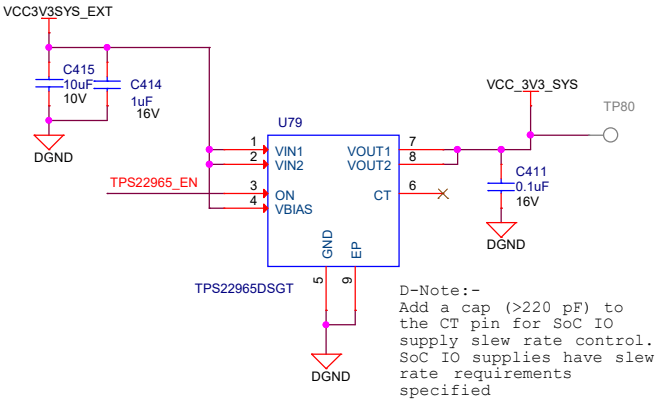 VCC3V3SYS_EXT
C415
10uF
10V
C414
1uF
16V
DGND
VCC_3V3_SYS
TP80
U79
1 VIN1 VOUT1 7
2 VIN2 VOUT2 8
TPS22965_EN 3 ON CT 6
4 VBIAS
GND EP
5 9
C411
0.1uF
16V
DGND
TPS22965DSGT
DGND
D-Note:-
Add a cap (>220 pF) to
the CT pin for SoC IO
supply slew rate control.
SoC IO supplies have slew
rate requirements
specified